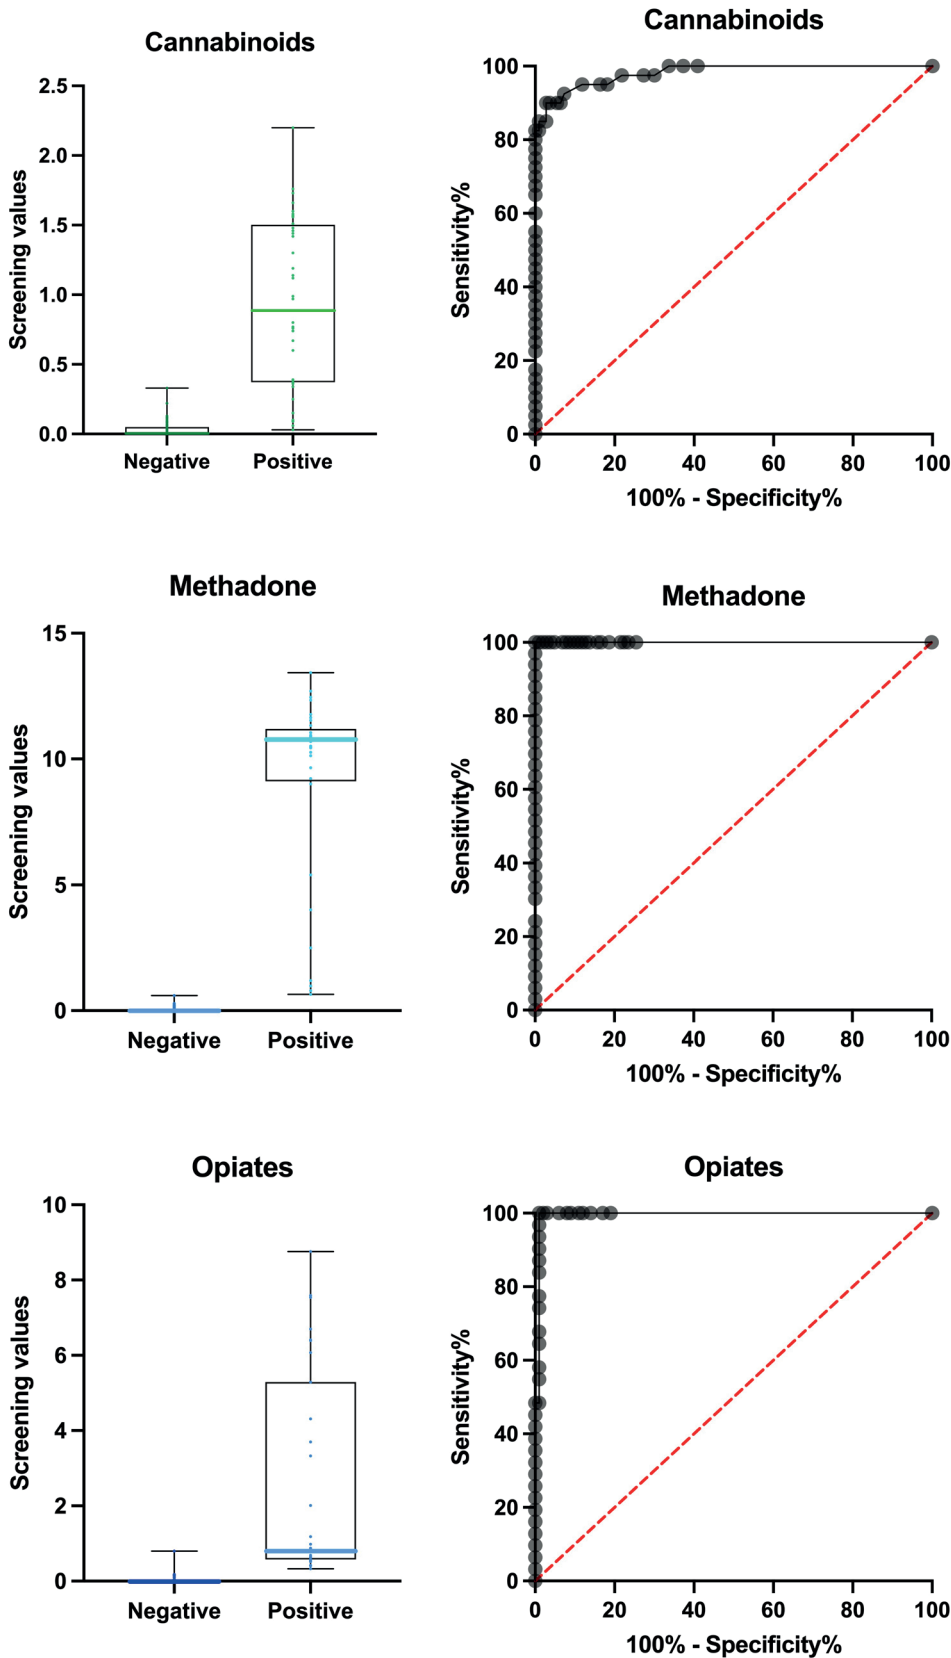 Cannabinoids
Screening values
2.5
2.0
1.5
1.0
0.5
0.0
Negative Positive
Cannabinoids
Sensitivity%
100
80
60
40
20
0
0 20 40 60 80 100
100% - Specificity%
Methadone
Screening values
15
10
5
0
Negative Positive
Methadone
Sensitivity%
100
80
60
40
20
0
0 20 40 60 80 100
100% - Specificity%
Opiates
Screening values
10
8
6
4
2
0
Negative Positive
Opiates
Sensitivity%
100
80
60
40
20
0
0 20 40 60 80 100
100% - Specificity%